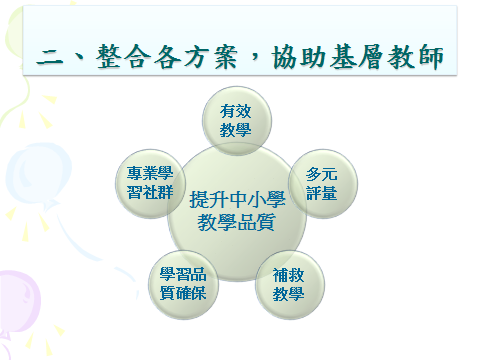 二、整合各方案，協助基層教師
有效
教學
專業學
習社群
多元
評量
提升中小學
教學品質
學習品
質確保
補救
教學